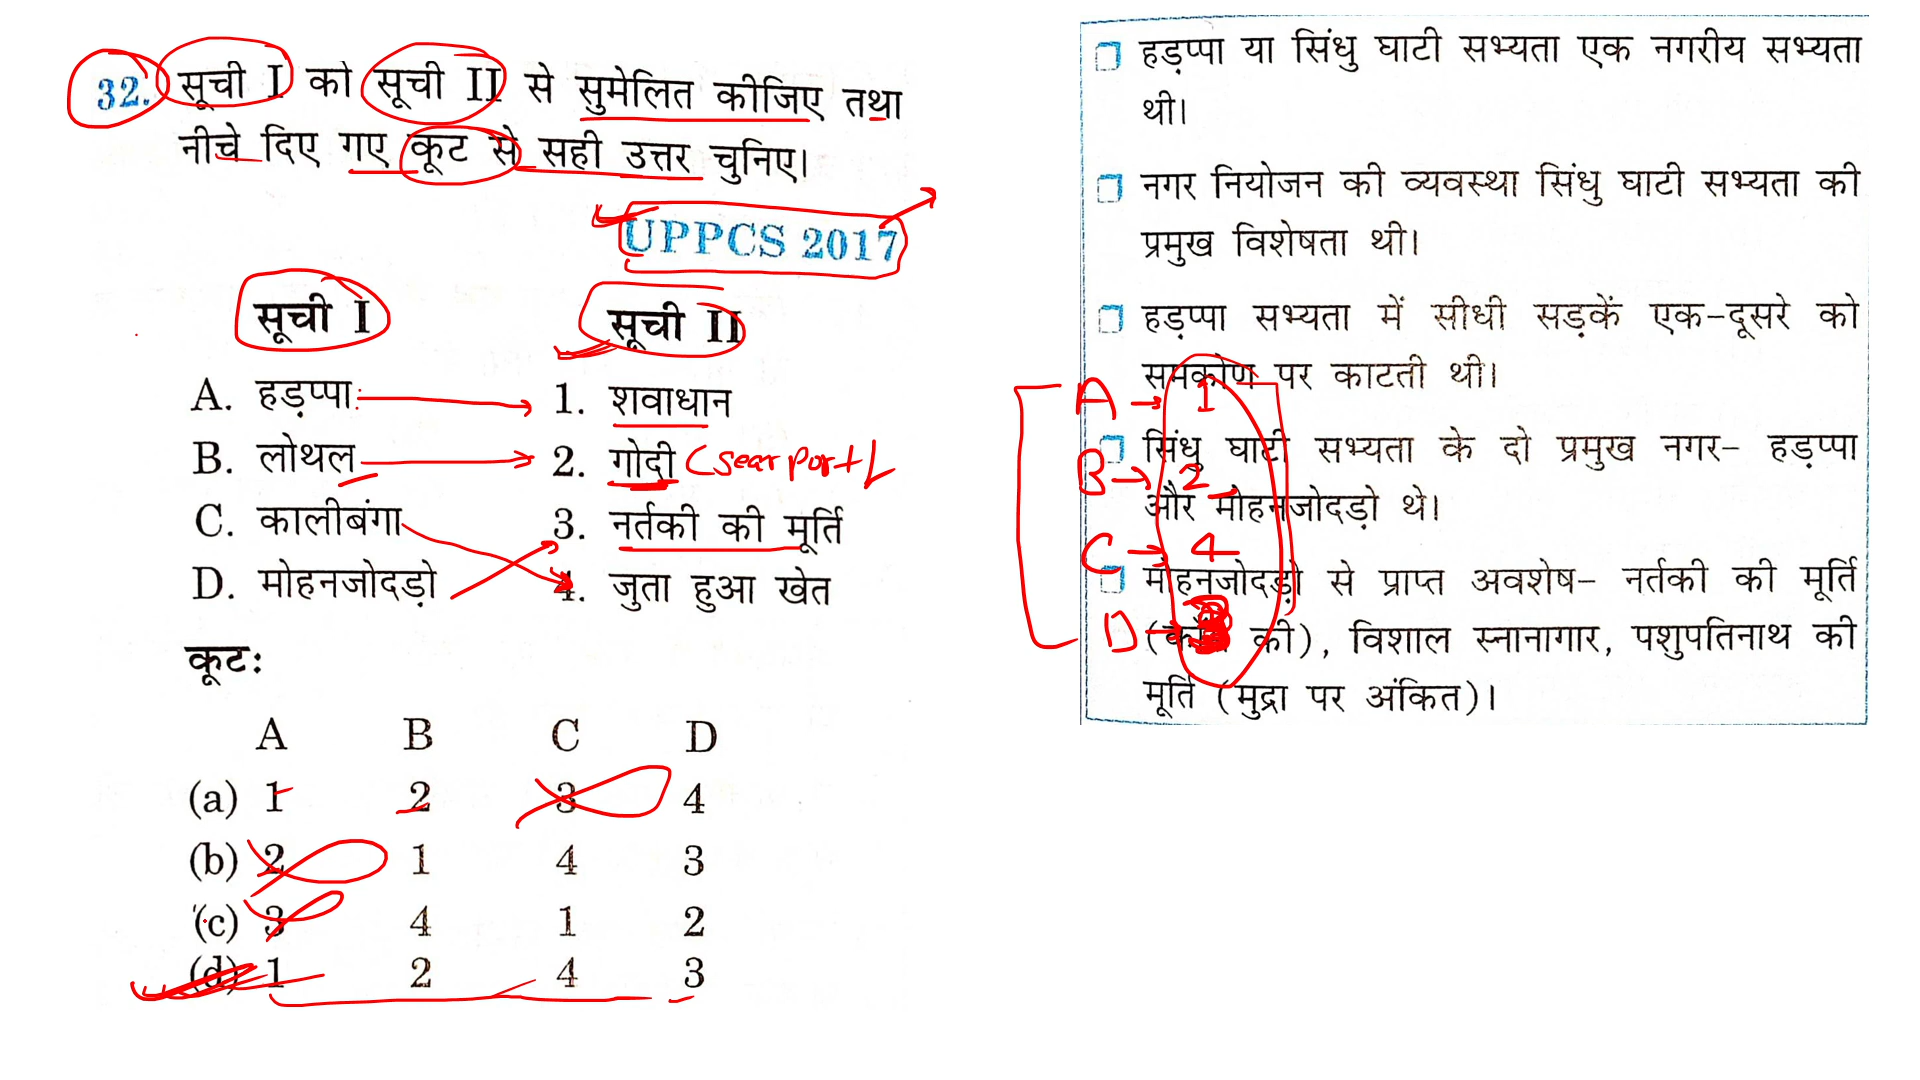 32. सूची I को सूची II से सुमेलित कीजिए तथा
नीचे दिए गए कूट से सही उत्तर चुनिए।
UPPCS 2017
सूची I सूची II
A. हड़प्पा 1. शवाधान
B. लोथल 2. गोदी (sear port)
C. कालीबंगा 3. नर्तकी की मूर्ति
D. मोहनजोदड़ो 4. जुता हुआ खेत
कूटः
A B C D
(a) 1 2 3 4
(b) 2 1 4 3
(c) 3 4 1 2
(d) 1 2 4 3
हड़प्पा या सिंधु घाटी सभ्यता एक नगरीय सभ्यता
थी।
नगर नियोजन की व्यवस्था सिंधु घाटी सभ्यता की
प्रमुख विशेषता थी।
हड़प्पा सभ्यता में सीधी सड़कें एक-दूसरे को
समकोण पर काटती थी।
A → 1
सिंधु घाटी सभ्यता के दो प्रमुख नगर– हड़प्पा
B → 2
और मोहनजोदड़ो थे।
C → 4
मोहनजोदड़ो से प्राप्त अवशेष– नर्तकी की मूर्ति
D → 3
की), विशाल स्नानागार, पशुपतिनाथ की
मूर्ति (मुद्रा पर अंकित)।